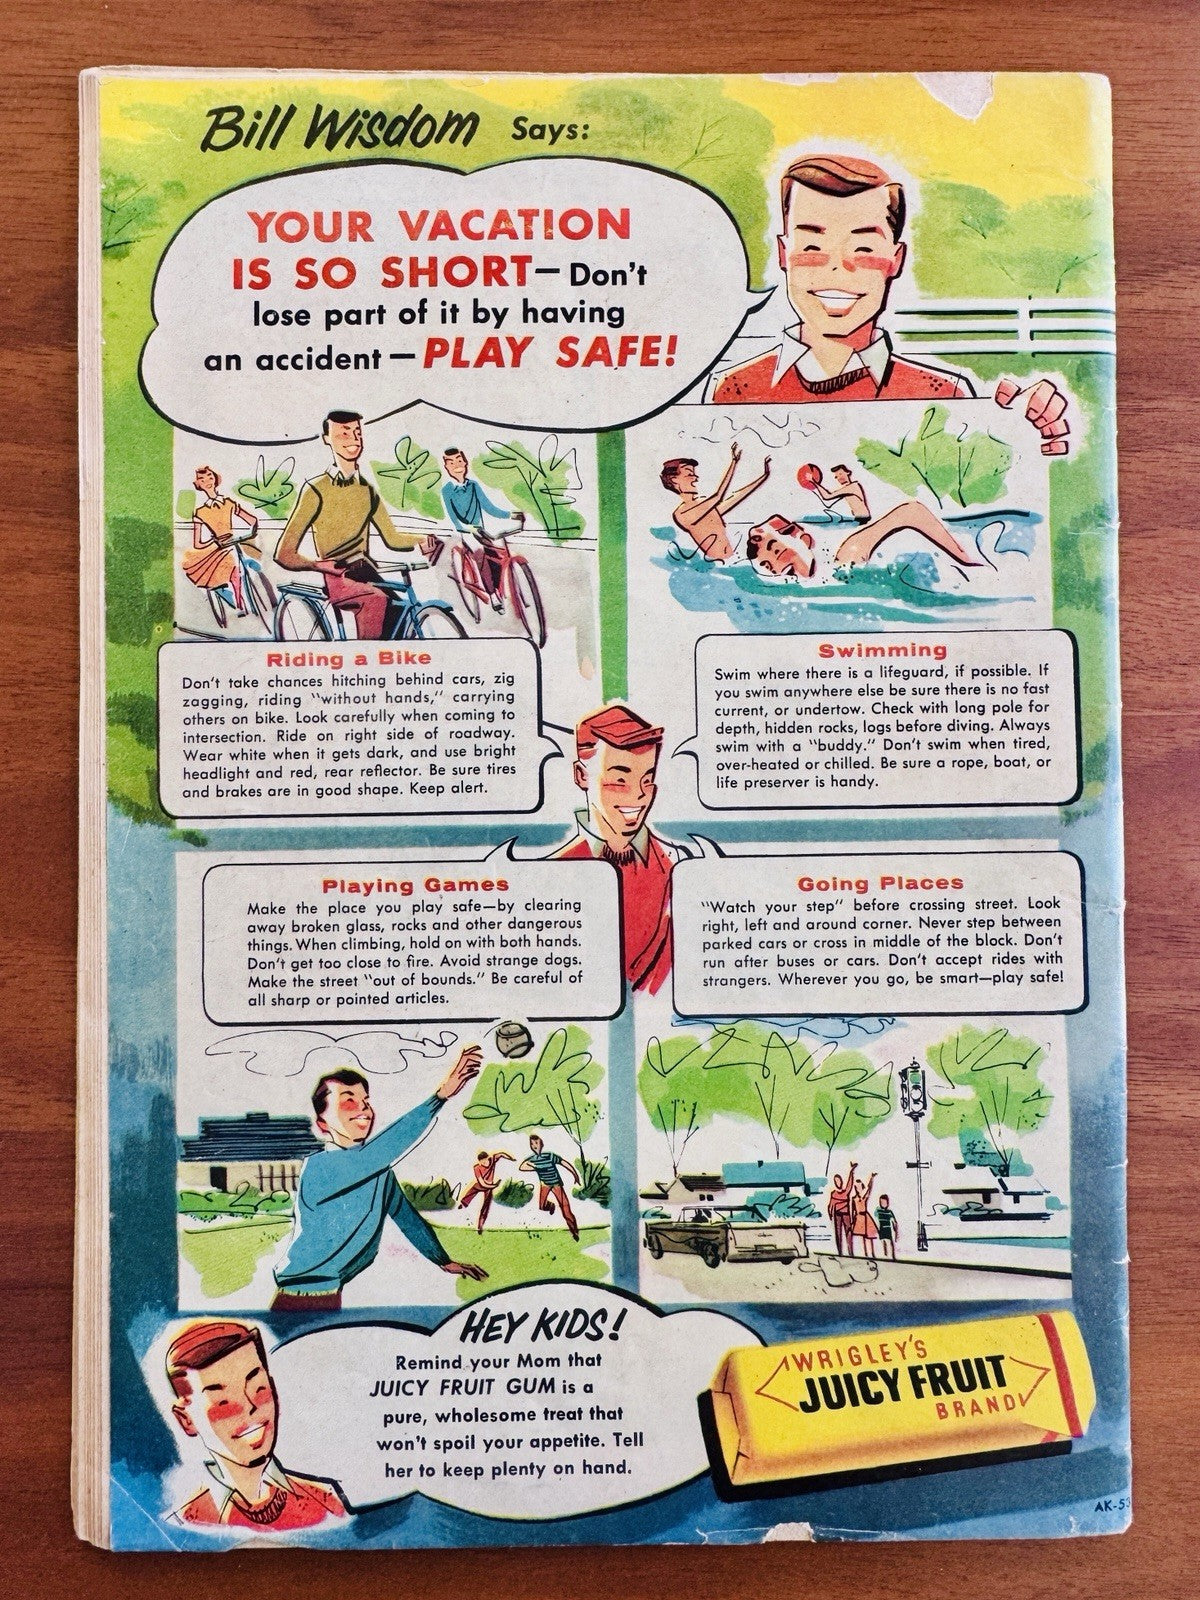 Bill Wisdom Says:
YOUR VACATION
IS SO SHORT—Don't
lose part of it by having
an accident—PLAY SAFE!
Riding a Bike
Don't take chances hitching behind cars, zig
zagging, riding "without hands," carrying
others on bike. Look carefully when coming to
intersection. Ride on right side of roadway.
Wear white when it gets dark, and use bright
headlight and red, rear reflector. Be sure tires
and brakes are in good shape. Keep alert.
Swimming
Swim where there is a lifeguard, if possible. If
you swim anywhere else be sure there is no fast
current, or undertow. Check with long pole for
depth, hidden rocks, logs before diving. Always
swim with a "buddy." Don't swim when tired,
over-heated or chilled. Be sure a rope, boat, or
life preserver is handy.
Playing Games
Make the place you play safe—by clearing
away broken glass, rocks and other dangerous
things. When climbing, hold on with both hands.
Don't get too close to fire. Avoid strange dogs.
Make the street "out of bounds." Be careful of
all sharp or pointed articles.
Going Places
"Watch your step" before crossing street. Look
right, left and around corner. Never step between
parked cars or cross in middle of the block. Don't
run after buses or cars. Don't accept rides with
strangers. Wherever you go, be smart—play safe!
HEY KIDS!
Remind your Mom that
JUICY FRUIT GUM is a
pure, wholesome treat that
won't spoil your appetite. Tell
her to keep plenty on hand.
WRIGLEY'S
JUICY FRUIT
BRAND
AK-53